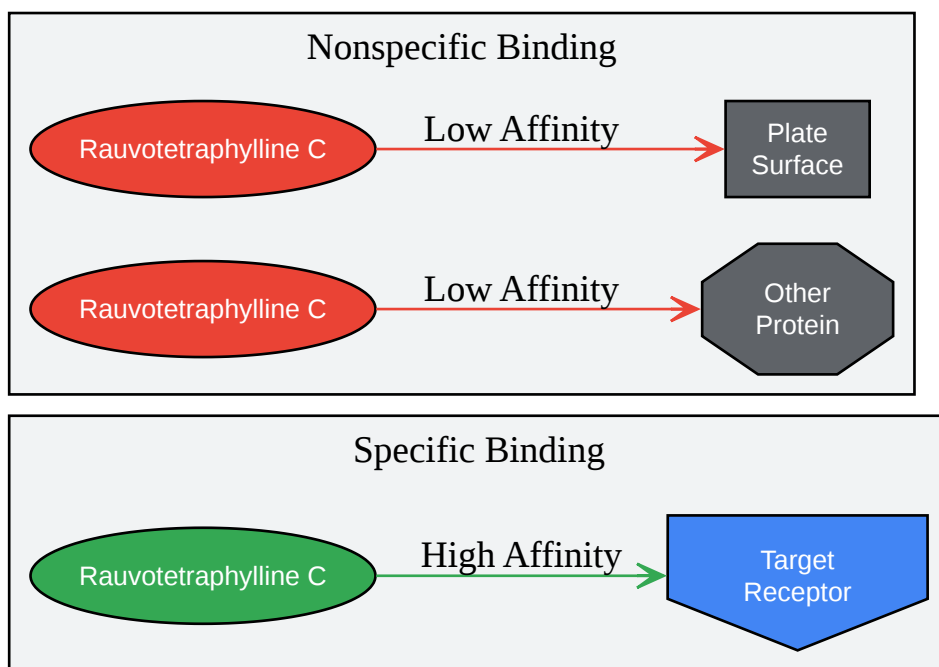 Nonspecific Binding
Rauvotetraphylline C
Low Affinity
Plate
Surface
Rauvotetraphylline C
Low Affinity
Other
Protein
Specific Binding
Rauvotetraphylline C
High Affinity
Target
Receptor